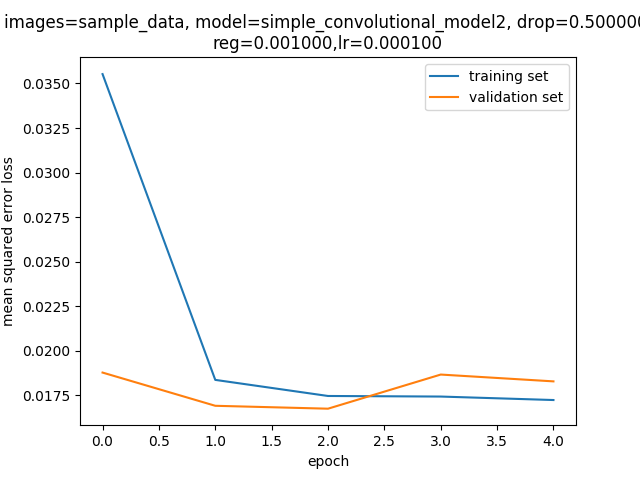 images=sample_data, model=simple_convolutional_model2, drop=0.500000
reg=0.001000,lr=0.000100
training set
validation set
0.0350
0.0325
0.0300
0.0275
0.0250
0.0225
0.0200
0.0175
mean squared error loss
0.0 0.5 1.0 1.5 2.0 2.5 3.0 3.5 4.0
epoch